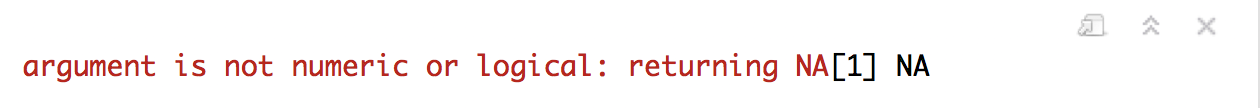 argument is not numeric or logical: returning NA[1] NA